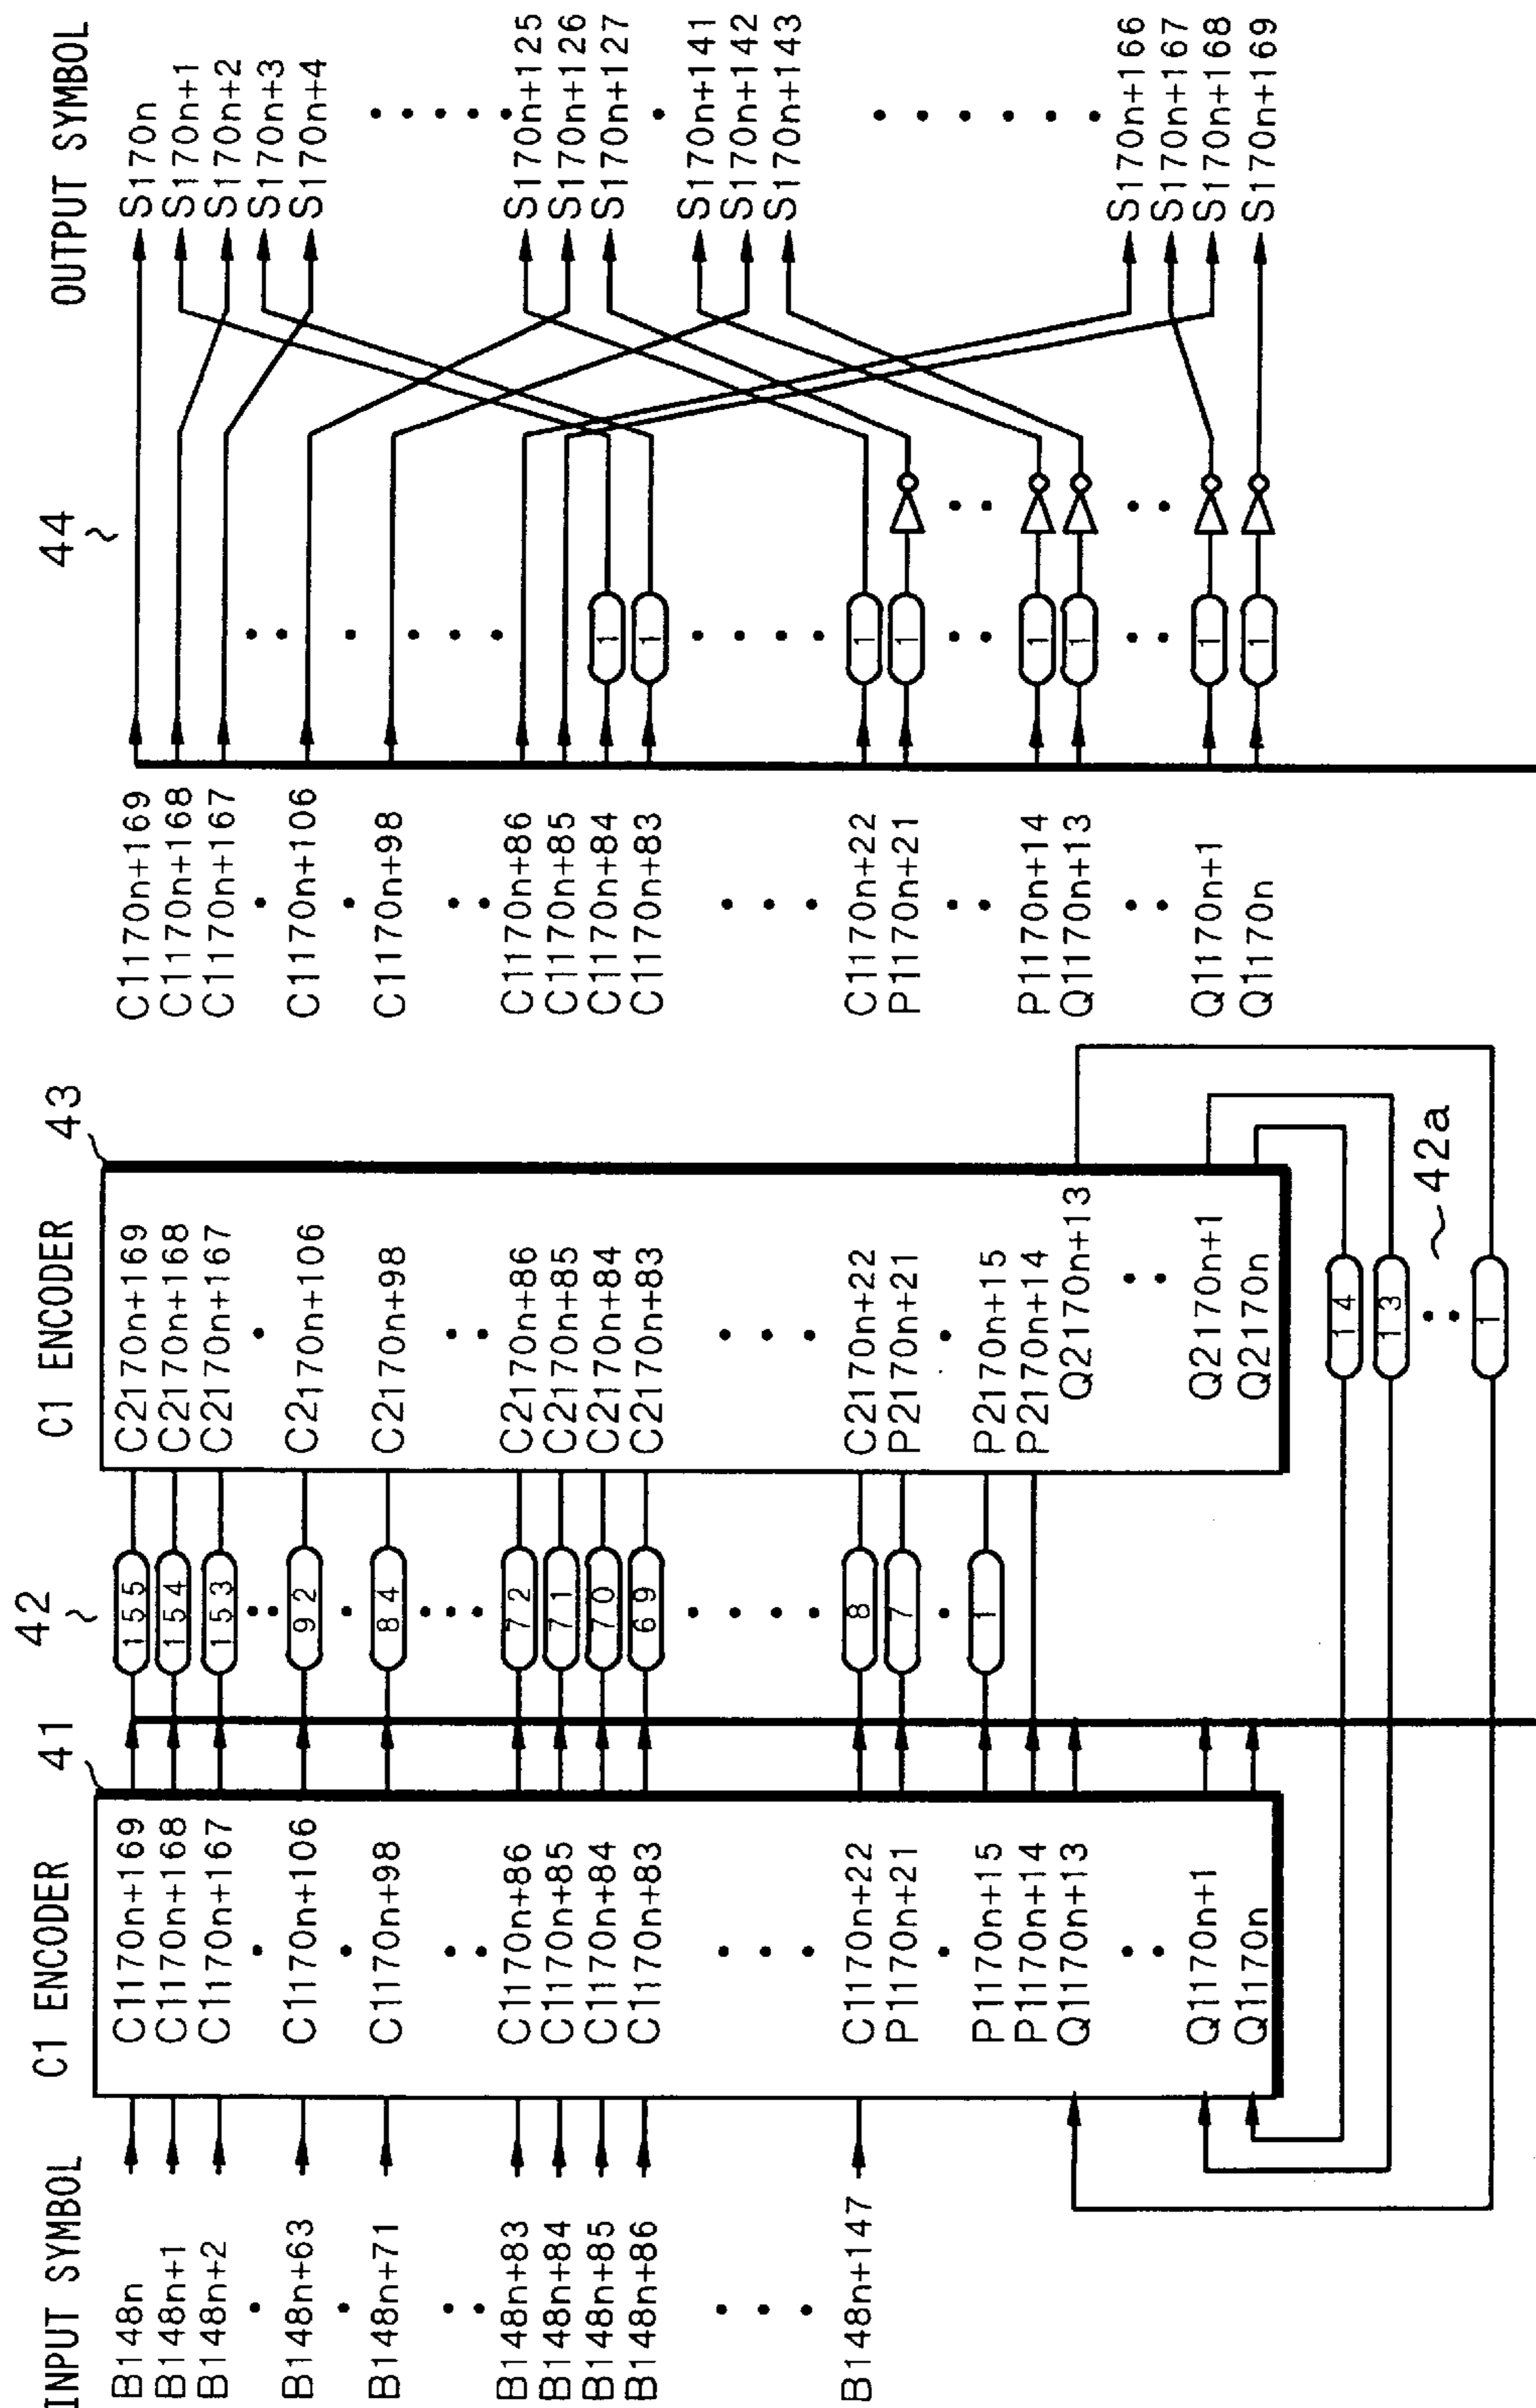 INPUT SYMBOL
B148n
B148n+1
B148n+2
B148n+63
B148n+71
B148n+83
B148n+84
B148n+85
B148n+86
B148n+147
C1 ENCODER
41
C1170n+169
C1170n+168
C1170n+167
C1170n+106
C1170n+98
C1170n+86
C1170n+85
C1170n+84
C1170n+83
C1170n+22
P1170n+21
P1170n+15
P1170n+14
Q1170n+13
Q1170n+1
Q1170n
42
155
154
153
92
84
72
71
70
69
8
7
1
C1 ENCODER
43
C2170n+169
C2170n+168
C2170n+167
C2170n+106
C2170n+98
C2170n+86
C2170n+85
C2170n+84
C2170n+83
C2170n+22
P2170n+21
P2170n+15
P2170n+14
Q2170n+13
Q2170n+1
Q2170n
14
13
1
42a
C1170n+169
C1170n+168
C1170n+167
C1170n+106
C1170n+98
C1170n+86
C1170n+85
C1170n+84
C1170n+83
C1170n+22
P1170n+21
P1170n+14
Q1170n+13
Q1170n+1
Q1170n
44
1
1
1
1
1
1
1
1
OUTPUT SYMBOL
S170n
S170n+1
S170n+2
S170n+3
S170n+4
S170n+125
S170n+126
S170n+127
S170n+141
S170n+142
S170n+143
S170n+166
S170n+167
S170n+168
S170n+169